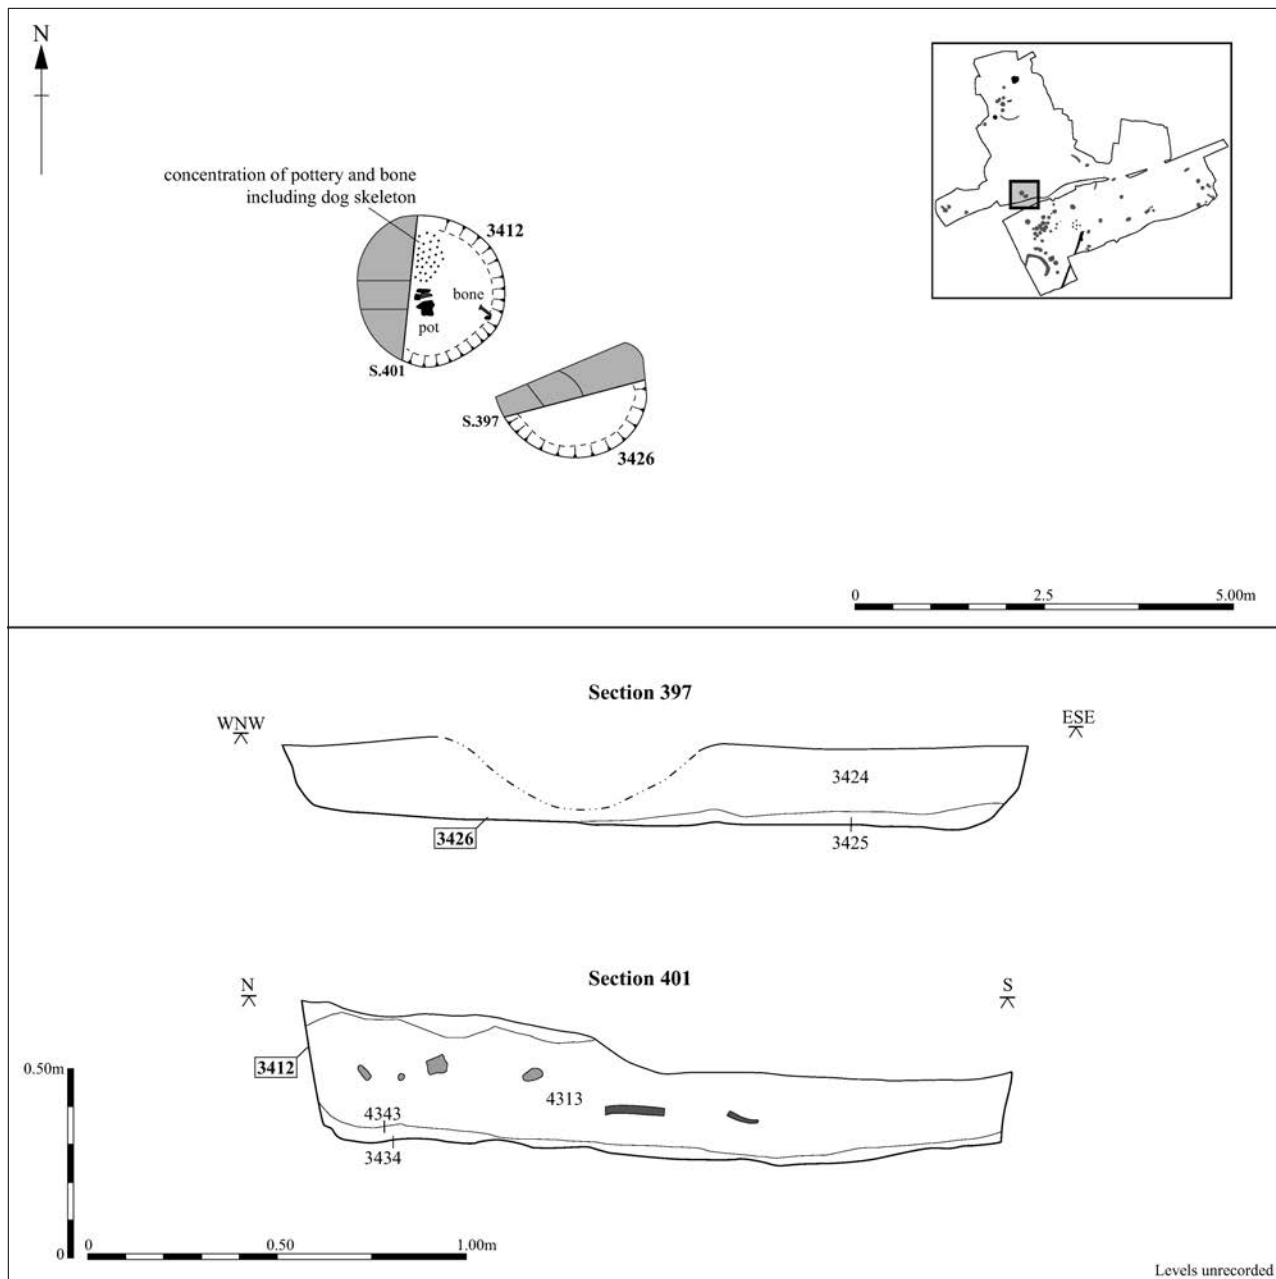 N
concentration of pottery and bone
including dog skeleton
3412
bone
pot
S.401
S.397
3426
0 2.5 5.00m
Section 397
WNW ESE
3424
3426
3425
Section 401
N S
3412
0.50m
4313
4343
3434
0
0 0.50 1.00m
Levels unrecorded